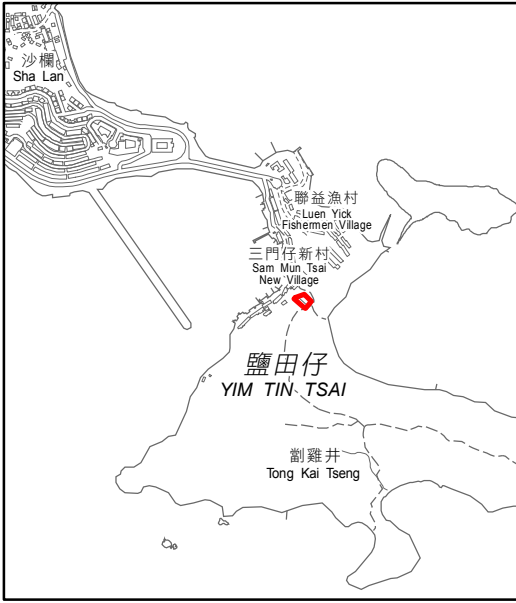 沙欄
Sha Lan
聯益漁村
Luen Yick
Fishermen Village
三門仔新村
Sam Mun Tsai
New Village
鹽田仔
YIM TIN TSAI
劏雞井
Tong Kai Tseng